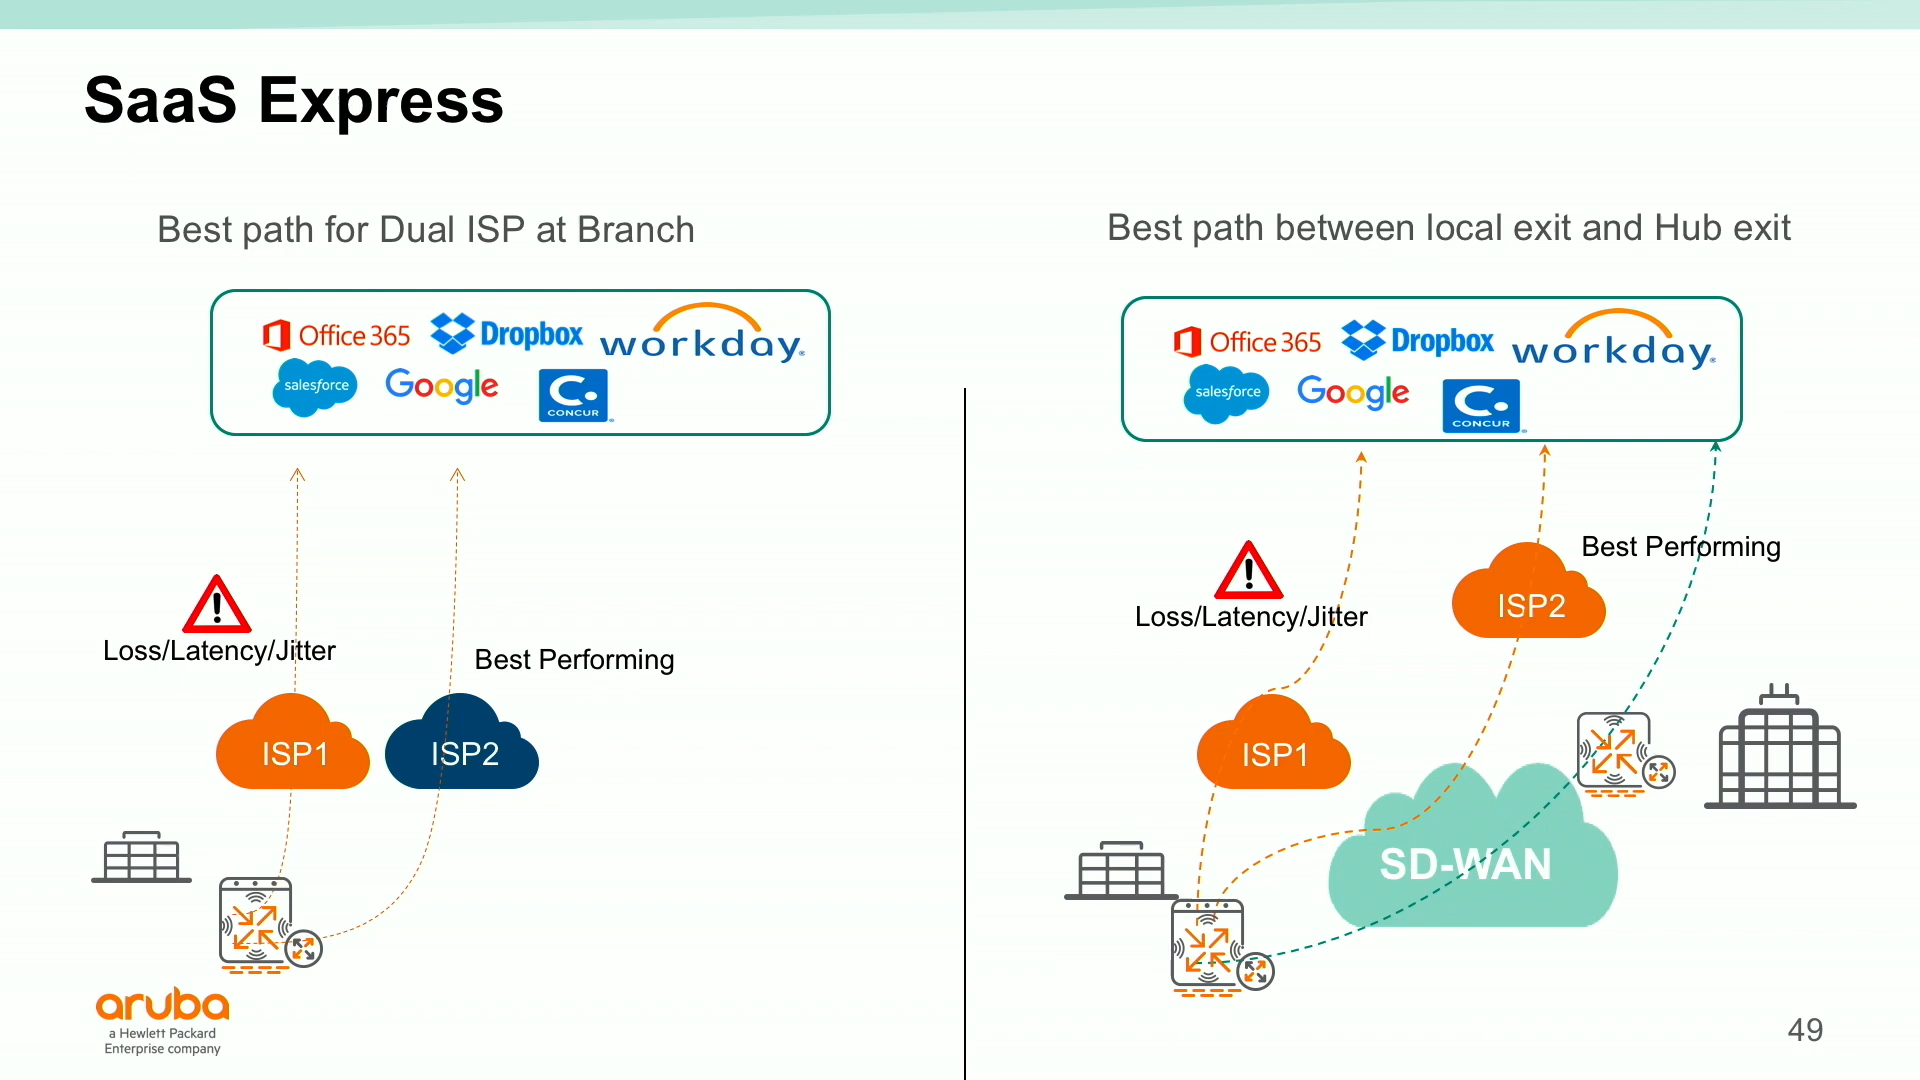 SaaS Express
Best path for Dual ISP at Branch
Office 365 Dropbox workday®
salesforce Google C. CONCUR®
Loss/Latency/Jitter
Best Performing
ISP1 ISP2
Best path between local exit and Hub exit
Office 365 Dropbox workday®
salesforce Google C. CONCUR®
Best Performing
Loss/Latency/Jitter
ISP2
ISP1
SD-WAN
aruba
a Hewlett Packard
Enterprise company
49